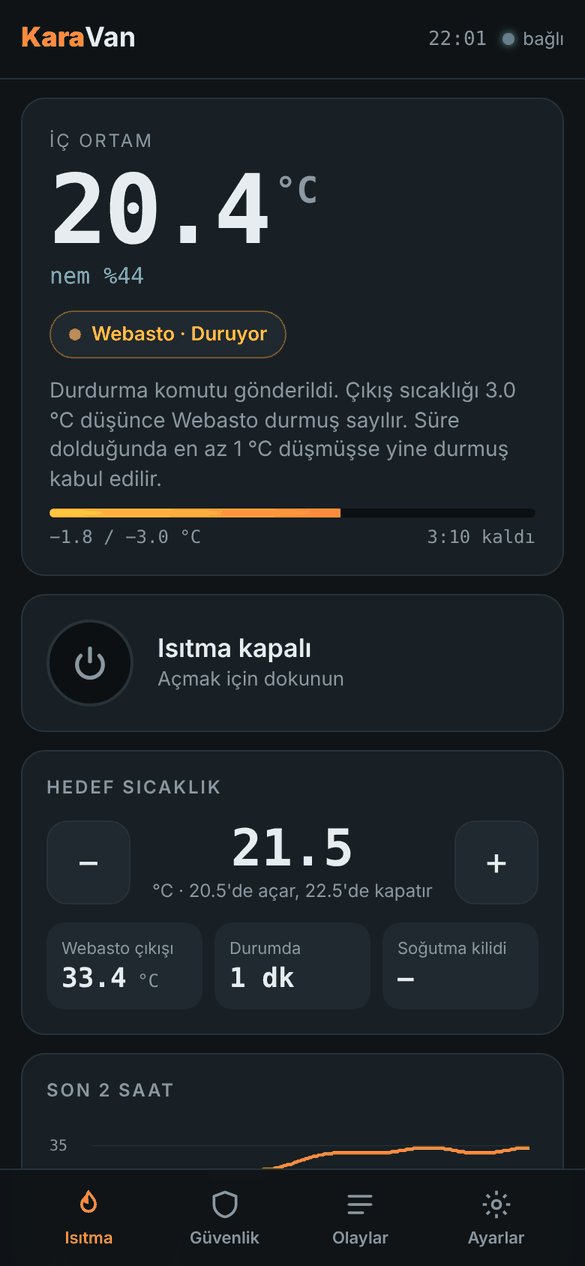 KaraVan
22:01 bağlı
İÇ ORTAM
20.4 °C
nem %44
Webasto · Duruyor
Durdurma komutu gönderildi. Çıkış sıcaklığı 3.0
°C düşünce Webasto durmuş sayılır. Süre
dolduğunda en az 1 °C düşmüşse yine durmuş
kabul edilir.
−1.8 / −3.0 °C 3:10 kaldı
Isıtma kapalı
Açmak için dokunun
HEDEF SICAKLIK
− 21.5 +
°C · 20.5'de açar, 22.5'de kapatır
Webasto çıkışı Durumda Soğutma kilidi
33.4 °C 1 dk –
SON 2 SAAT
35
Isıtma Güvenlik Olaylar Ayarlar